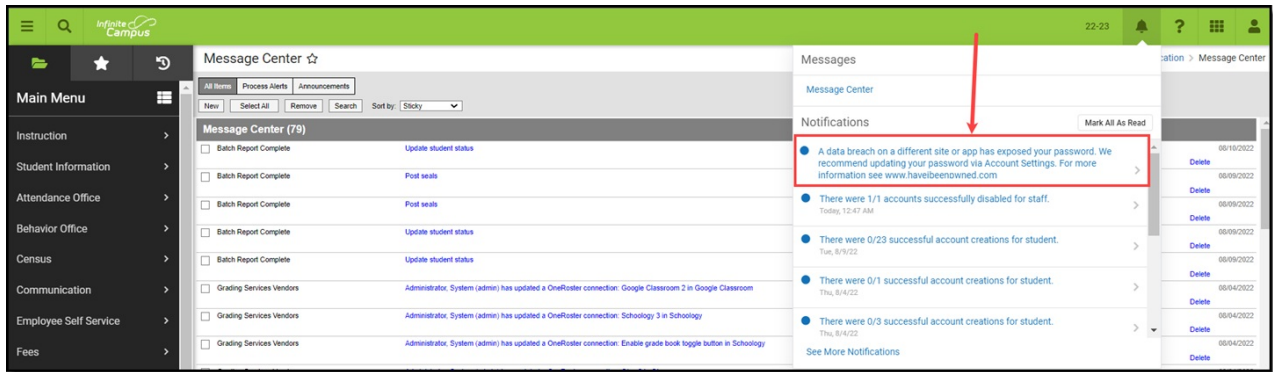 Infinite Campus
22-23
?
Message Center
Main Menu
Instruction
Student Information
Attendance Office
Behavior Office
Census
Communication
Employee Self Service
Fees
All Items Process Alerts Announcements
New Select All Remove Search Sort by: Sticky
Message Center (79)
Batch Report Complete Update student status 08/10/2022
Delete
Batch Report Complete Post seals 08/09/2022
Delete
Batch Report Complete Post seals 08/09/2022
Delete
Batch Report Complete Update student status 08/09/2022
Delete
Batch Report Complete Update student status 08/09/2022
Delete
Grading Services Vendors Administrator, System (admin) has updated a OneRoster connection: Google Classroom 2 in Google Classroom 08/04/2022
Delete
Grading Services Vendors Administrator, System (admin) has updated a OneRoster connection: Schoology 3 in Schoology 08/04/2022
Delete
Grading Services Vendors Administrator, System (admin) has updated a OneRoster connection: Enable grade book toggle button in Schoology 08/04/2022
Delete
Messages
Message Center
Notifications
Mark All As Read
A data breach on a different site or app has exposed your password. We
recommend updating your password via Account Settings. For more
information see www.haveibeenowned.com
There were 1/1 accounts successfully disabled for staff.
Today, 12:47 AM
There were 0/23 successful account creations for student.
Tue, 8/9/22
There were 0/1 successful account creations for student.
Thu, 8/4/22
There were 0/3 successful account creations for student.
Thu, 8/4/22
See More Notifications
cation > Message Center